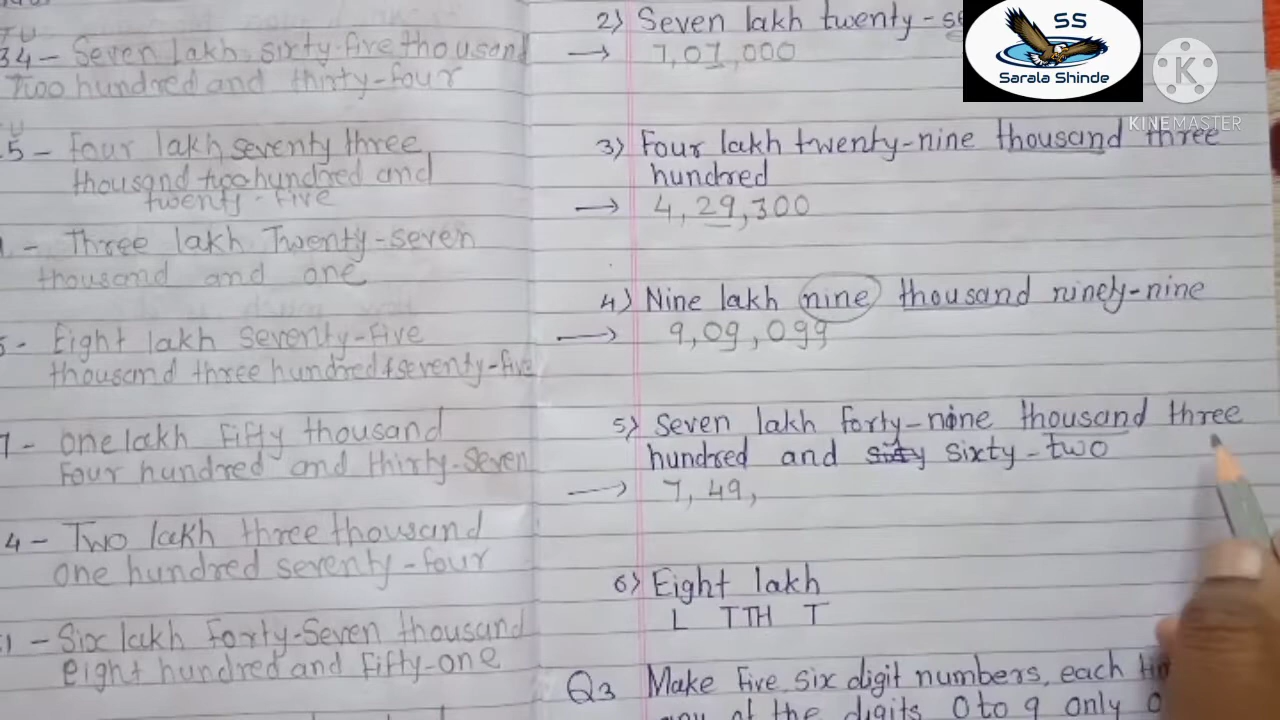 T U
34 - Seven lakh sixty-five thousand
two hundred and thirty-four
U
5 - Four lakh seventy three
thousand two hundred and
twenty-five
1 - Three lakh Twenty-seven
thousand and one
5 - Eight lakh seventy-five
thousamd three hundred & seventy-five
7 - one lakh Fifty thousand
Four hundred and thirty-seven
4 - Two lakh three thousand
one hundred seventy-four
1 - Six lakh Forty-Seven thousand
eight hundred and Fifty-one
2) Seven lakh twenty-se
→ 7,07,000
3) Four lakh twenty-nine thousand three
hundred
→ 4,29,300
4) Nine lakh nine thousand ninety-nine
→ 9,09,099
5) Seven lakh forty-nine thousand three
hundred and sixty-two
→ 7,49,
6) Eight lakh
L TTH T
Q3 Make Five six digit numbers, each
any of the digits 0 to 9 only
SS
Sarala Shinde
K
KINEMASTER